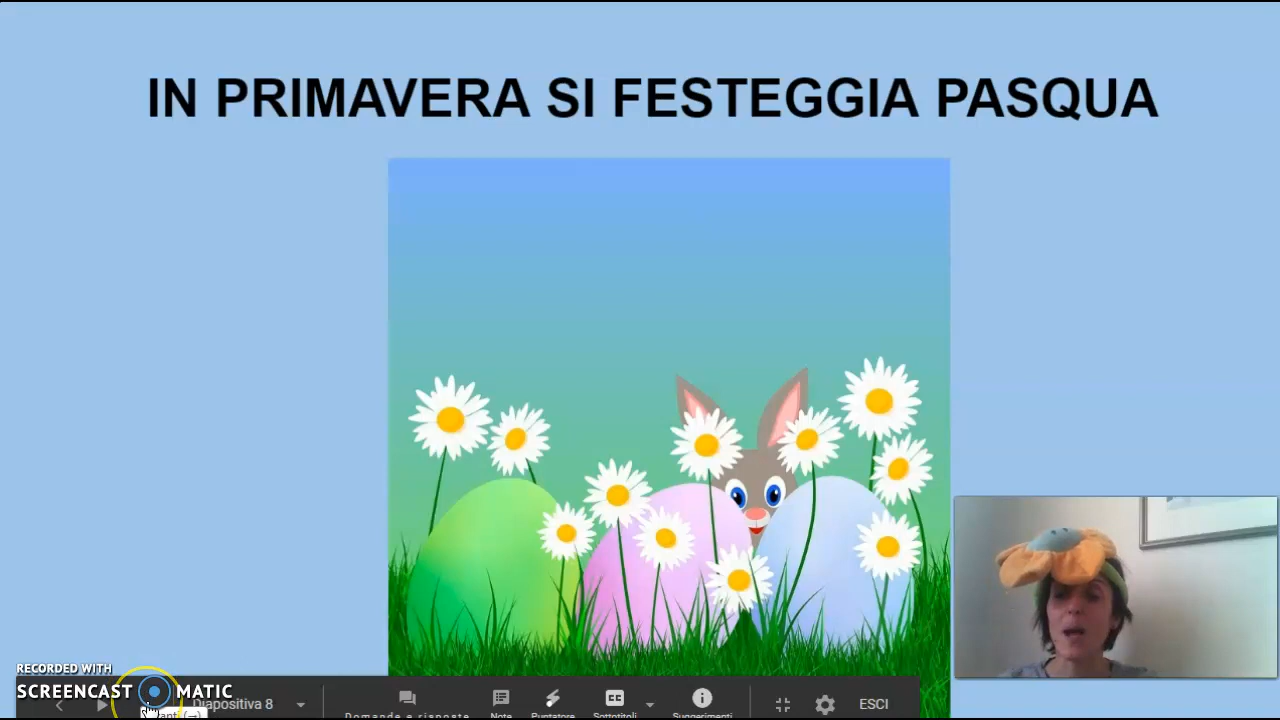 IN PRIMAVERA SI FESTEGGIA PASQUA
RECORDED WITH
SCREENCAST MATIC
Diapositiva 8
Domande e risposte
Note
Puntatore
Sottotitoli
Suggerimenti
ESCI